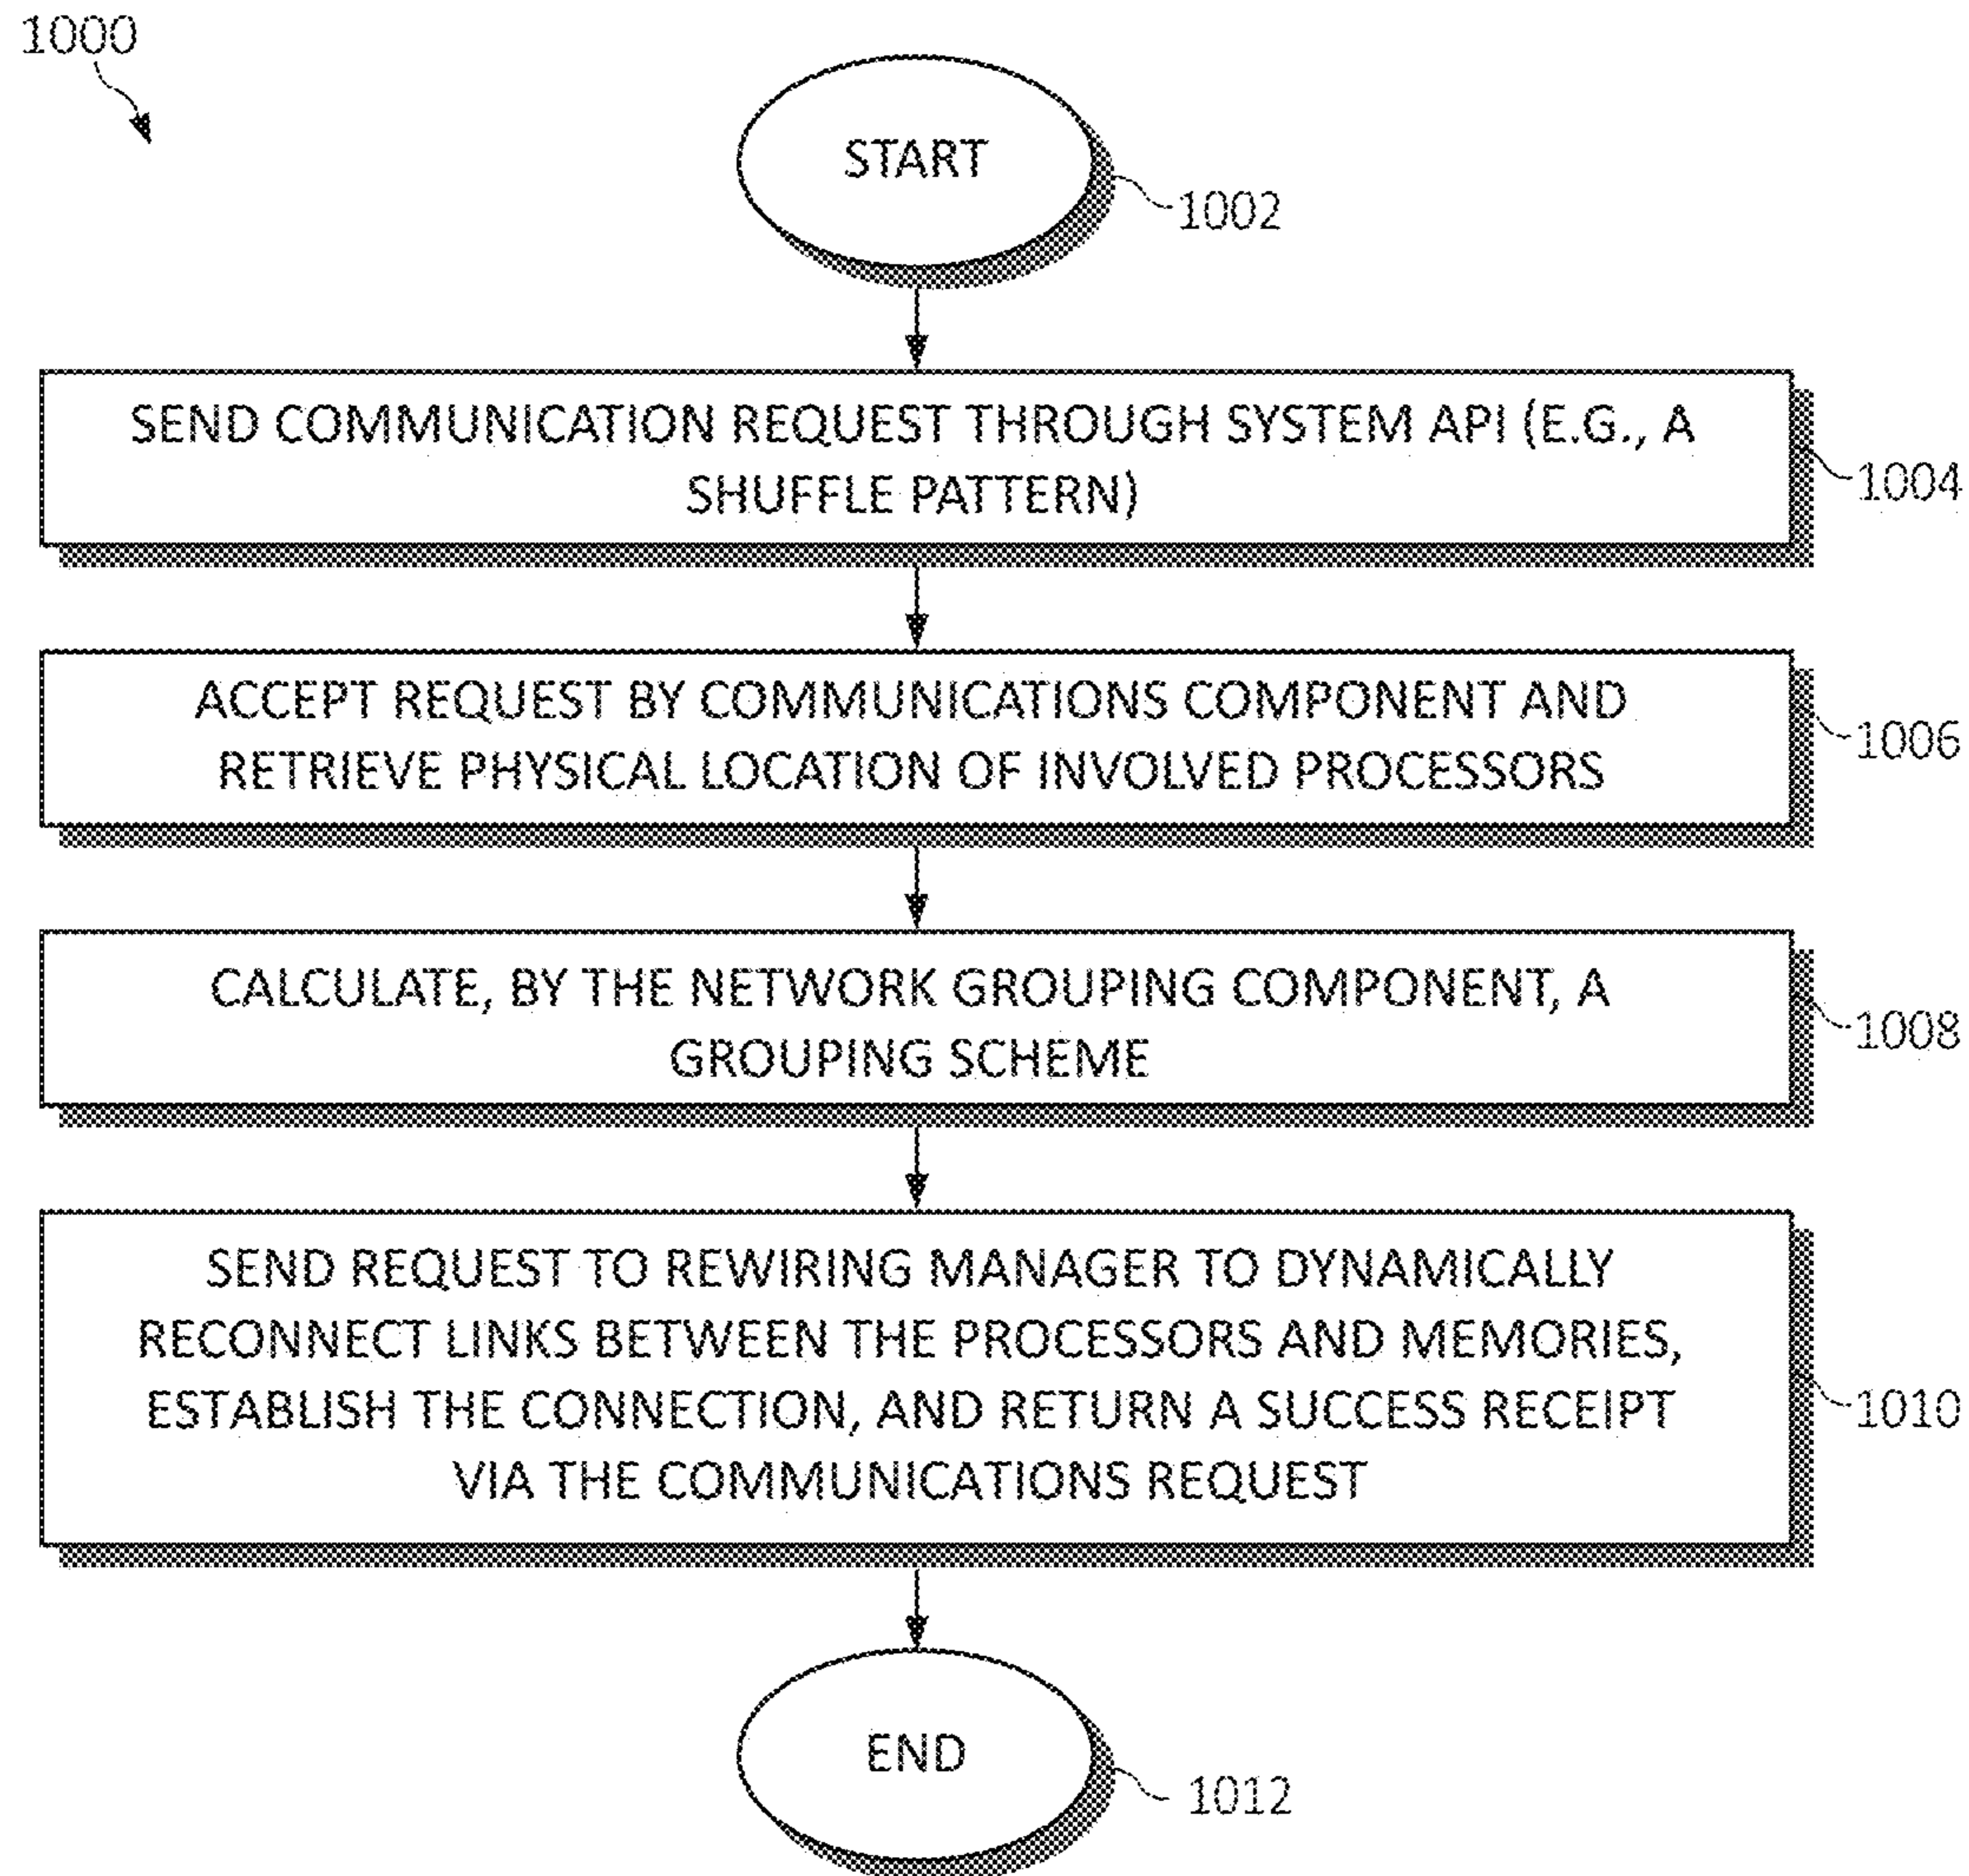 1000
START
1002
SEND COMMUNICATION REQUEST THROUGH SYSTEM API (E.G., A
SHUFFLE PATTERN)
1004
ACCEPT REQUEST BY COMMUNICATIONS COMPONENT AND
RETRIEVE PHYSICAL LOCATION OF INVOLVED PROCESSORS
1006
CALCULATE, BY THE NETWORK GROUPING COMPONENT, A
GROUPING SCHEME
1008
SEND REQUEST TO REWIRING MANAGER TO DYNAMICALLY
RECONNECT LINKS BETWEEN THE PROCESSORS AND MEMORIES,
ESTABLISH THE CONNECTION, AND RETURN A SUCCESS RECEIPT
VIA THE COMMUNICATIONS REQUEST
1010
END
1012